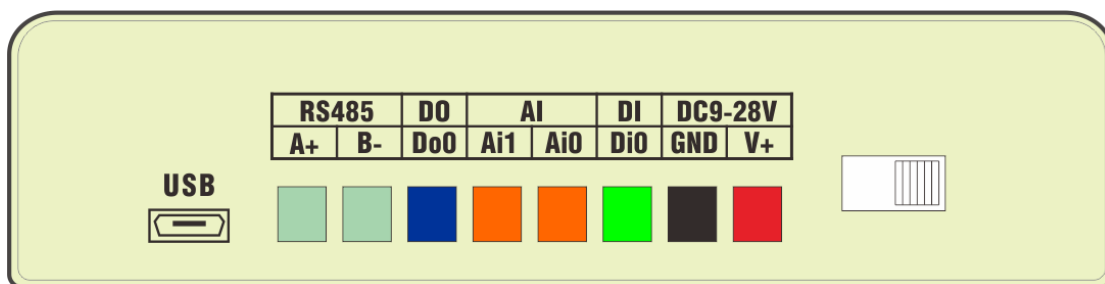 RS485 DO AI DI DC9-28V
A+ B- Do0 Ai1 Ai0 Di0 GND V+
USB